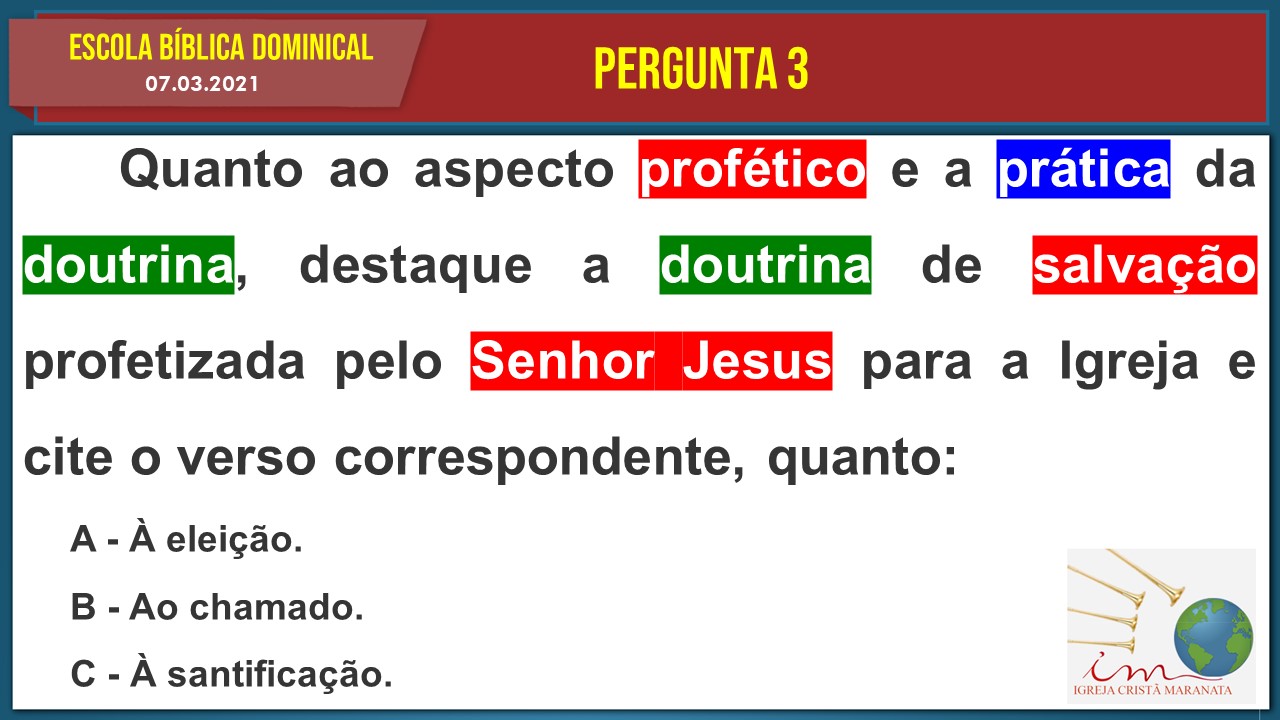 ESCOLA BÍBLICA DOMINICAL
07.03.2021
PERGUNTA 3
Quanto ao aspecto profético e a prática da
doutrina, destaque a doutrina de salvação
profetizada pelo Senhor Jesus para a Igreja e
cite o verso correspondente, quanto:
A - À eleição.
B - Ao chamado.
C - À santificação.
im
IGREJA CRISTÃ MARANATA